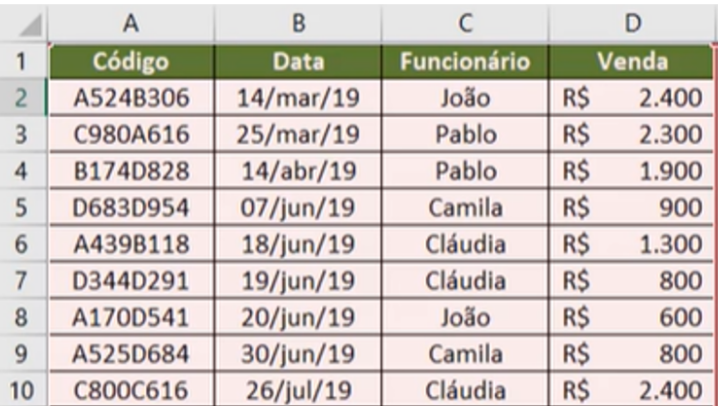 A B C D
1 Código Data Funcionário Venda
2 A524B306 14/mar/19 João R$ 2.400
3 C980A616 25/mar/19 Pablo R$ 2.300
4 B174D828 14/abr/19 Pablo R$ 1.900
5 D683D954 07/jun/19 Camila R$ 900
6 A439B118 18/jun/19 Cláudia R$ 1.300
7 D344D291 19/jun/19 Cláudia R$ 800
8 A170D541 20/jun/19 João R$ 600
9 A525D684 30/jun/19 Camila R$ 800
10 C800C616 26/jul/19 Cláudia R$ 2.400